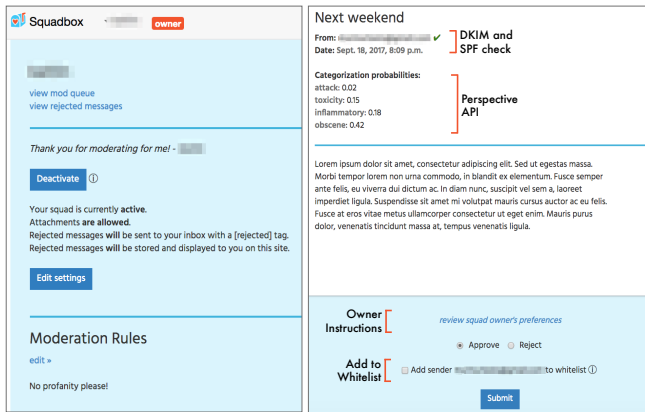 Squadbox
owner
view mod queue
view rejected messages
Thank you for moderating for me! -
Deactivate ⓘ
Your squad is currently active.
Attachments are allowed.
Rejected messages will be sent to your inbox with a [rejected] tag.
Rejected messages will be stored and displayed to you on this site.
Edit settings
Moderation Rules
edit »
No profanity please!
Next weekend
From: ✔
Date: Sept. 18, 2017, 8:09 p.m.
DKIM and
SPF check
Categorization probabilities:
attack: 0.02
toxicity: 0.15
inflammatory: 0.18
obscene: 0.42
Perspective
API
Lorem ipsum dolor sit amet, consectetur adipiscing elit. Sed ut egestas massa.
Morbi tempor lorem non urna commodo, in blandit ex elementum. Fusce semper
ante felis, eu viverra dui dictum ac. In diam nunc, suscipit vel sem a, laoreet
imperdiet ligula. Suspendisse sit amet mi volutpat mauris cursus auctor ac eu felis.
Fusce at eros vitae metus ullamcorper consectetur ut eget enim. Mauris purus
dolor, venenatis tincidunt massa at, tempus venenatis ligula.
Owner
Instructions
review squad owner's preferences
Approve Reject
Add to
Whitelist
Add sender to whitelist ⓘ
Submit